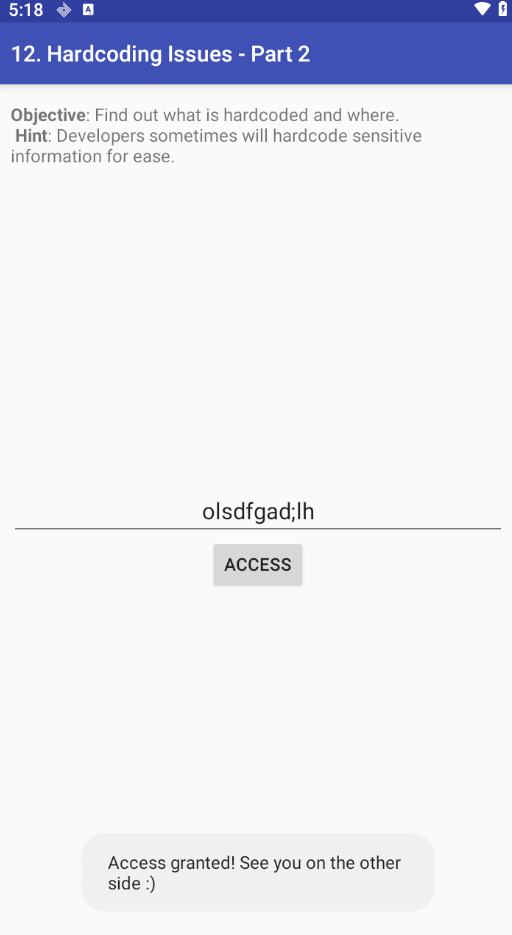 5:18
A
12. Hardcoding Issues - Part 2
Objective: Find out what is hardcoded and where.
Hint: Developers sometimes will hardcode sensitive
information for ease.
olsdfgad;lh
ACCESS
Access granted! See you on the other
side :)